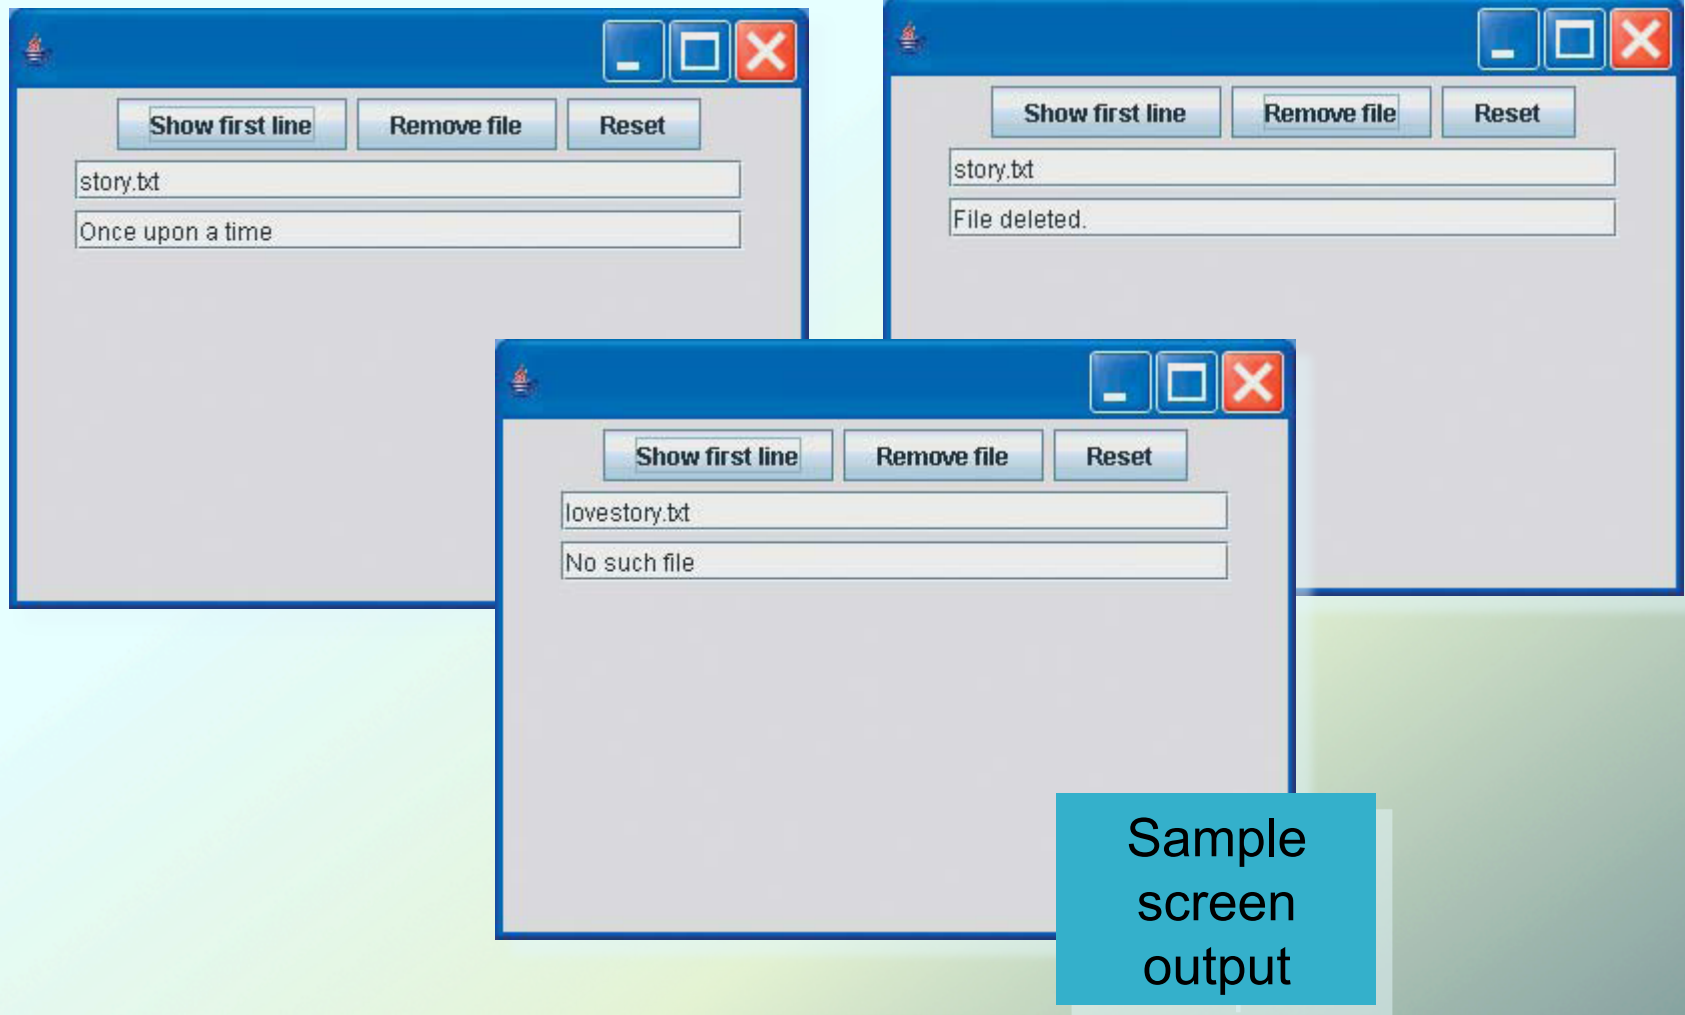 Show first line Remove file Reset
story.txt
Once upon a time
Show first line Remove file Reset
story.txt
File deleted.
Show first line Remove file Reset
lovestory.txt
No such file
Sample
screen
output